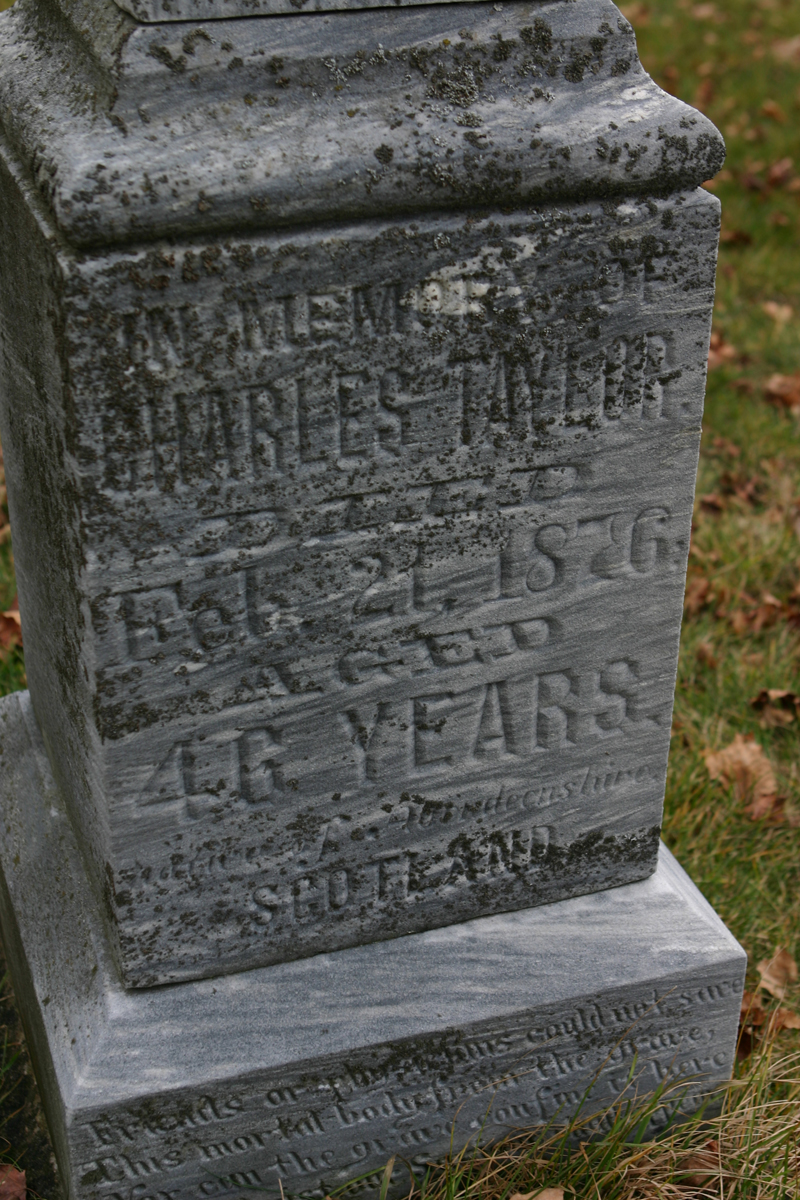 IN MEMORY OF
CHARLES TAYLOR.
DIED
Feb. 21, 1876.
AGED
46 YEARS.
Native of Aberdeenshire
SCOTLAND
Friends or physicians could not save
This mortal body from the grave,
Nor can the grave confine it here